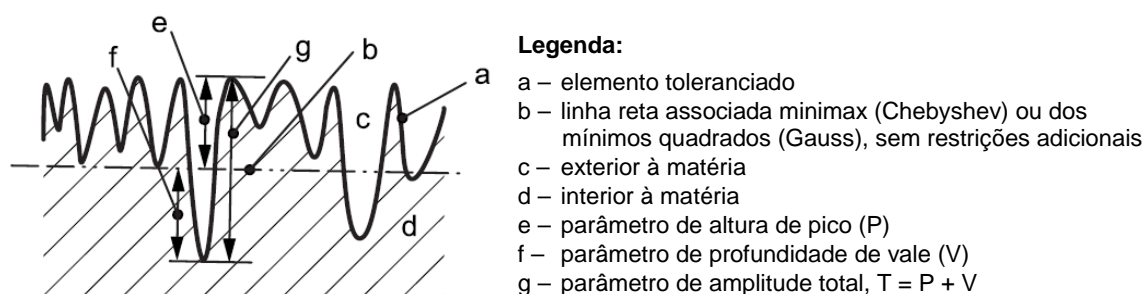 e
g
b
f
a
c
d
Legenda:
a – elemento toleranciado
b – linha reta associada minimax (Chebyshev) ou dos
mínimos quadrados (Gauss), sem restrições adicionais
c – exterior à matéria
d – interior à matéria
e – parâmetro de altura de pico (P)
f – parâmetro de profundidade de vale (V)
g – parâmetro de amplitude total, T = P + V